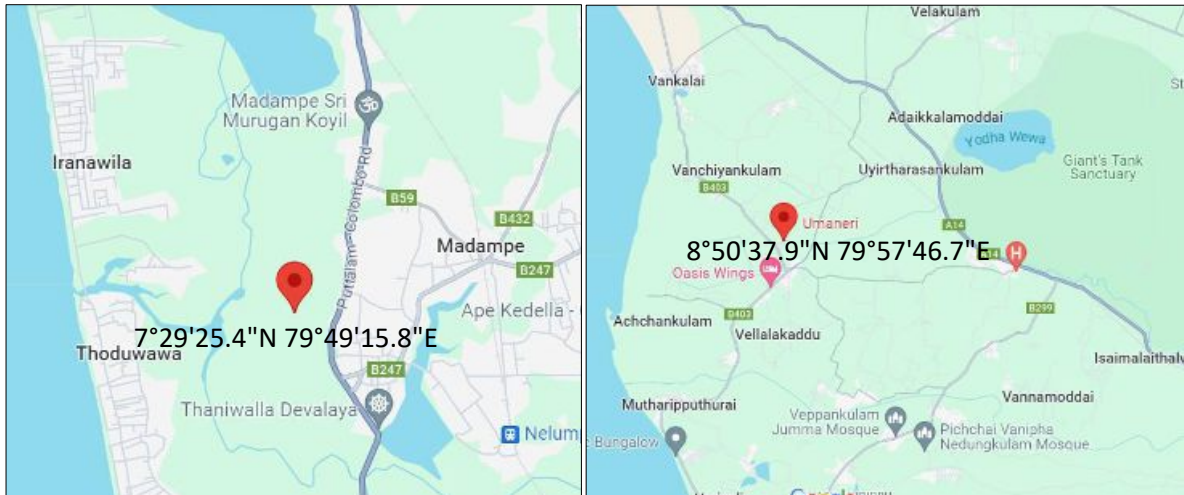 Madampe Sri
Murugan Koyil
Iranawila
Puttalam - Colombo Rd
B59
B432
Madampe
B247
Ape Kedella -
7°29'25.4"N 79°49'15.8"E
Thoduwawa
B247
Thaniwalla Devalaya
Nelump
Velakulam
Vankalai
Adaikkalamoddai
Yodha Wewa
Giant's Tank
Sanctuary
Vanchiyankulam
Uyirtharasankulam
B403
Umaneri
A14
8°50'37.9"N 79°57'46.7"E
A14
H
Oasis Wings
B299
Achchankulam
B403
Vellalakaddu
Isaimalaithalv
Vannamoddai
Mutharipputhurai
Veppankulam
Jumma Mosque
Pichchai Vanipha
Nedungkulam Mosque
Bungalow